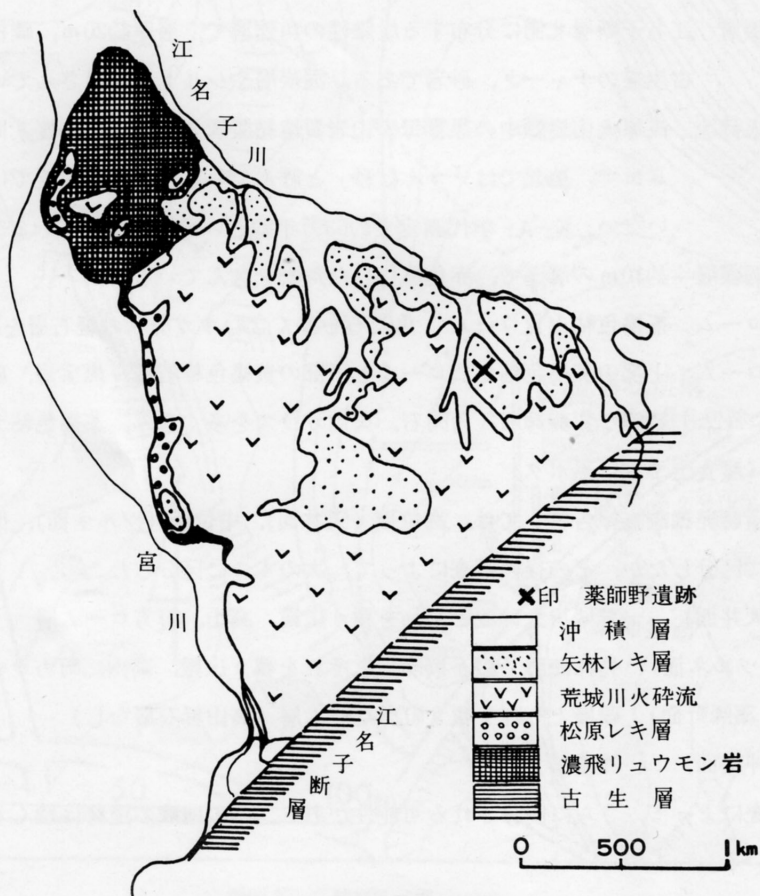 江名子川
宮川
江名子断層
×印 薬師野遺跡
沖積層
矢林レキ層
荒城川火砕流
松原レキ層
濃飛リュウモン岩
古生層
0 500 1km